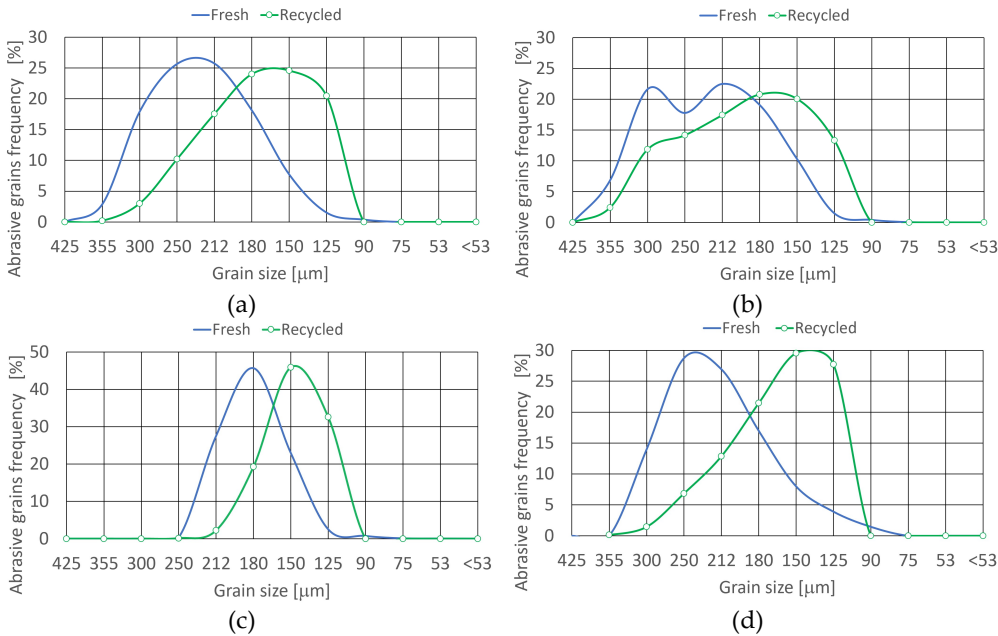 Fresh Recycled
Abrasive grains frequency [%]
30
25
20
15
10
5
0
425 355 300 250 212 180 150 125 90 75 53 <53
Grain size [μm]
(a)
Fresh Recycled
Abrasive grains frequency [%]
30
25
20
15
10
5
0
425 355 300 250 212 180 150 125 90 75 53 <53
Grain size [μm]
(b)
Fresh Recycled
Abrasive grains frequency [%]
50
40
30
20
10
0
425 355 300 250 212 180 150 125 90 75 53 <53
Grain size [μm]
(c)
Fresh Recycled
Abrasive grains frequency [%]
30
25
20
15
10
5
0
425 355 300 250 212 180 150 125 90 75 53 <53
Grain size [μm]
(d)